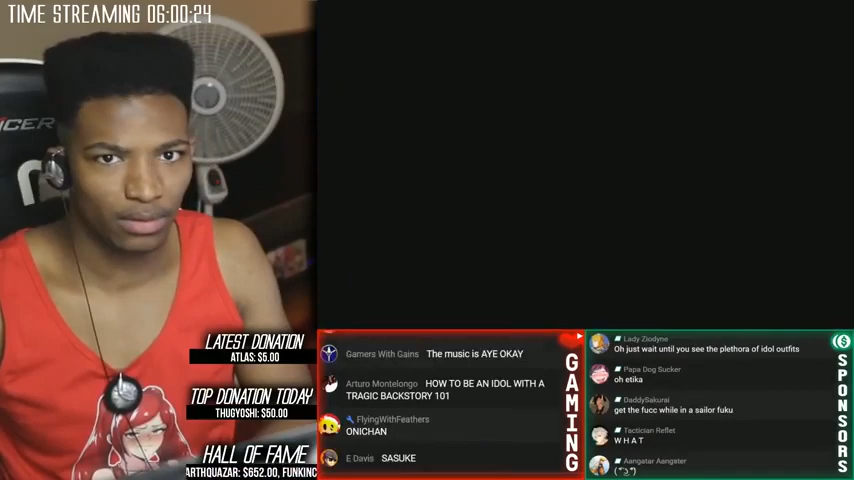 TIME STREAMING 06:00:24
LATEST DONATION
ATLAS: $5.00
TOP DONATION TODAY
THUGYOSHI: $50.00
HALL OF FAME
ARTHQUAZAR: $652.00, FUNKINC
Gamers With Gains The music is AYE OKAY
Arturo Montelongo HOW TO BE AN IDOL WITH A
TRAGIC BACKSTORY 101
FlyingWithFeathers
ONICHAN
E Davis SASUKE
GAMING
Lady Ziodyne
Oh just wait until you see the plethora of idol outfits
Papa Dog Sucker
oh etika
DaddySakurai
get the fucc while in a sailor fuku
Tactician Reflet
W H A T
Aangatar Aangster
( ͡° ͜ʖ ͡°)
SPONSORS